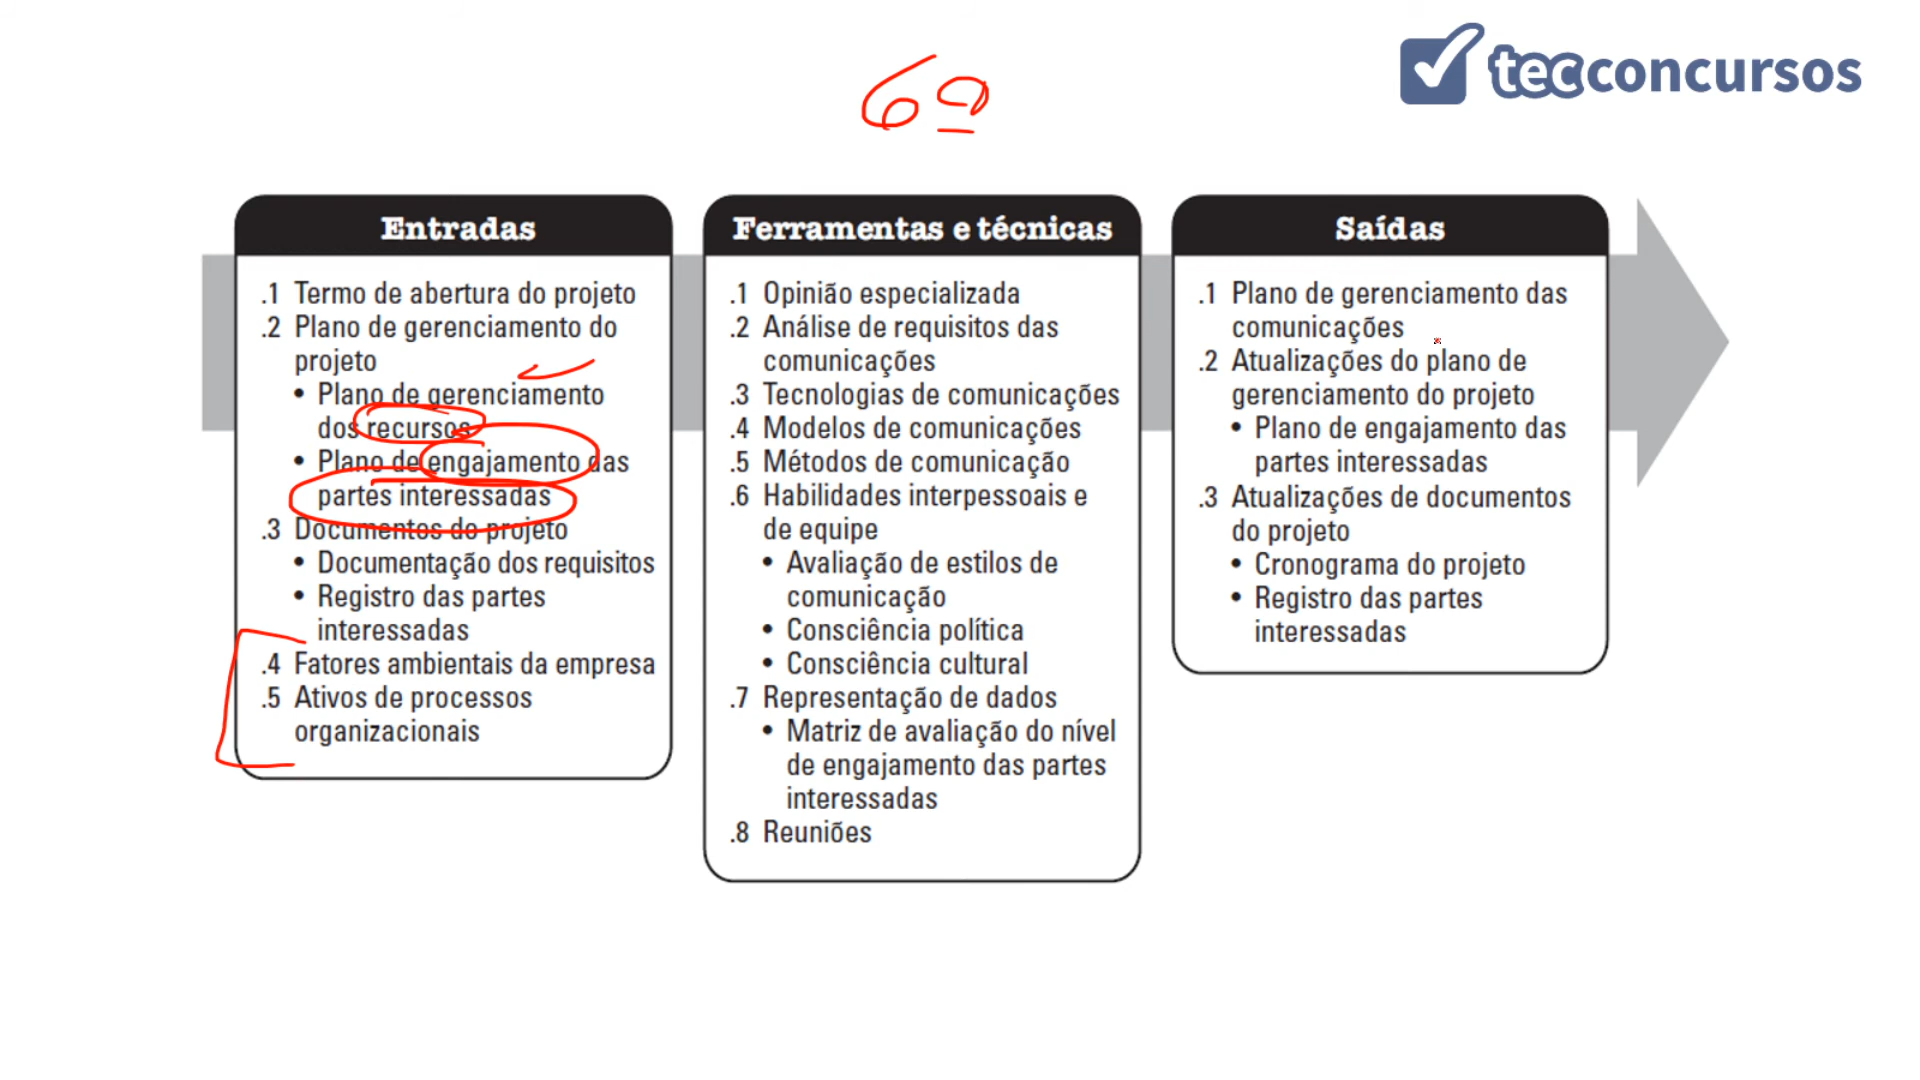 6ª
tecconcursos
Entradas
.1 Termo de abertura do projeto
.2 Plano de gerenciamento do
projeto
• Plano de gerenciamento
dos recursos
• Plano de engajamento das
partes interessadas
.3 Documentos do projeto
• Documentação dos requisitos
• Registro das partes
interessadas
.4 Fatores ambientais da empresa
.5 Ativos de processos
organizacionais
Ferramentas e técnicas
.1 Opinião especializada
.2 Análise de requisitos das
comunicações
.3 Tecnologias de comunicações
.4 Modelos de comunicações
.5 Métodos de comunicação
.6 Habilidades interpessoais e
de equipe
• Avaliação de estilos de
comunicação
• Consciência política
• Consciência cultural
.7 Representação de dados
• Matriz de avaliação do nível
de engajamento das partes
interessadas
.8 Reuniões
Saídas
.1 Plano de gerenciamento das
comunicações
.2 Atualizações do plano de
gerenciamento do projeto
• Plano de engajamento das
partes interessadas
.3 Atualizações de documentos
do projeto
• Cronograma do projeto
• Registro das partes
interessadas